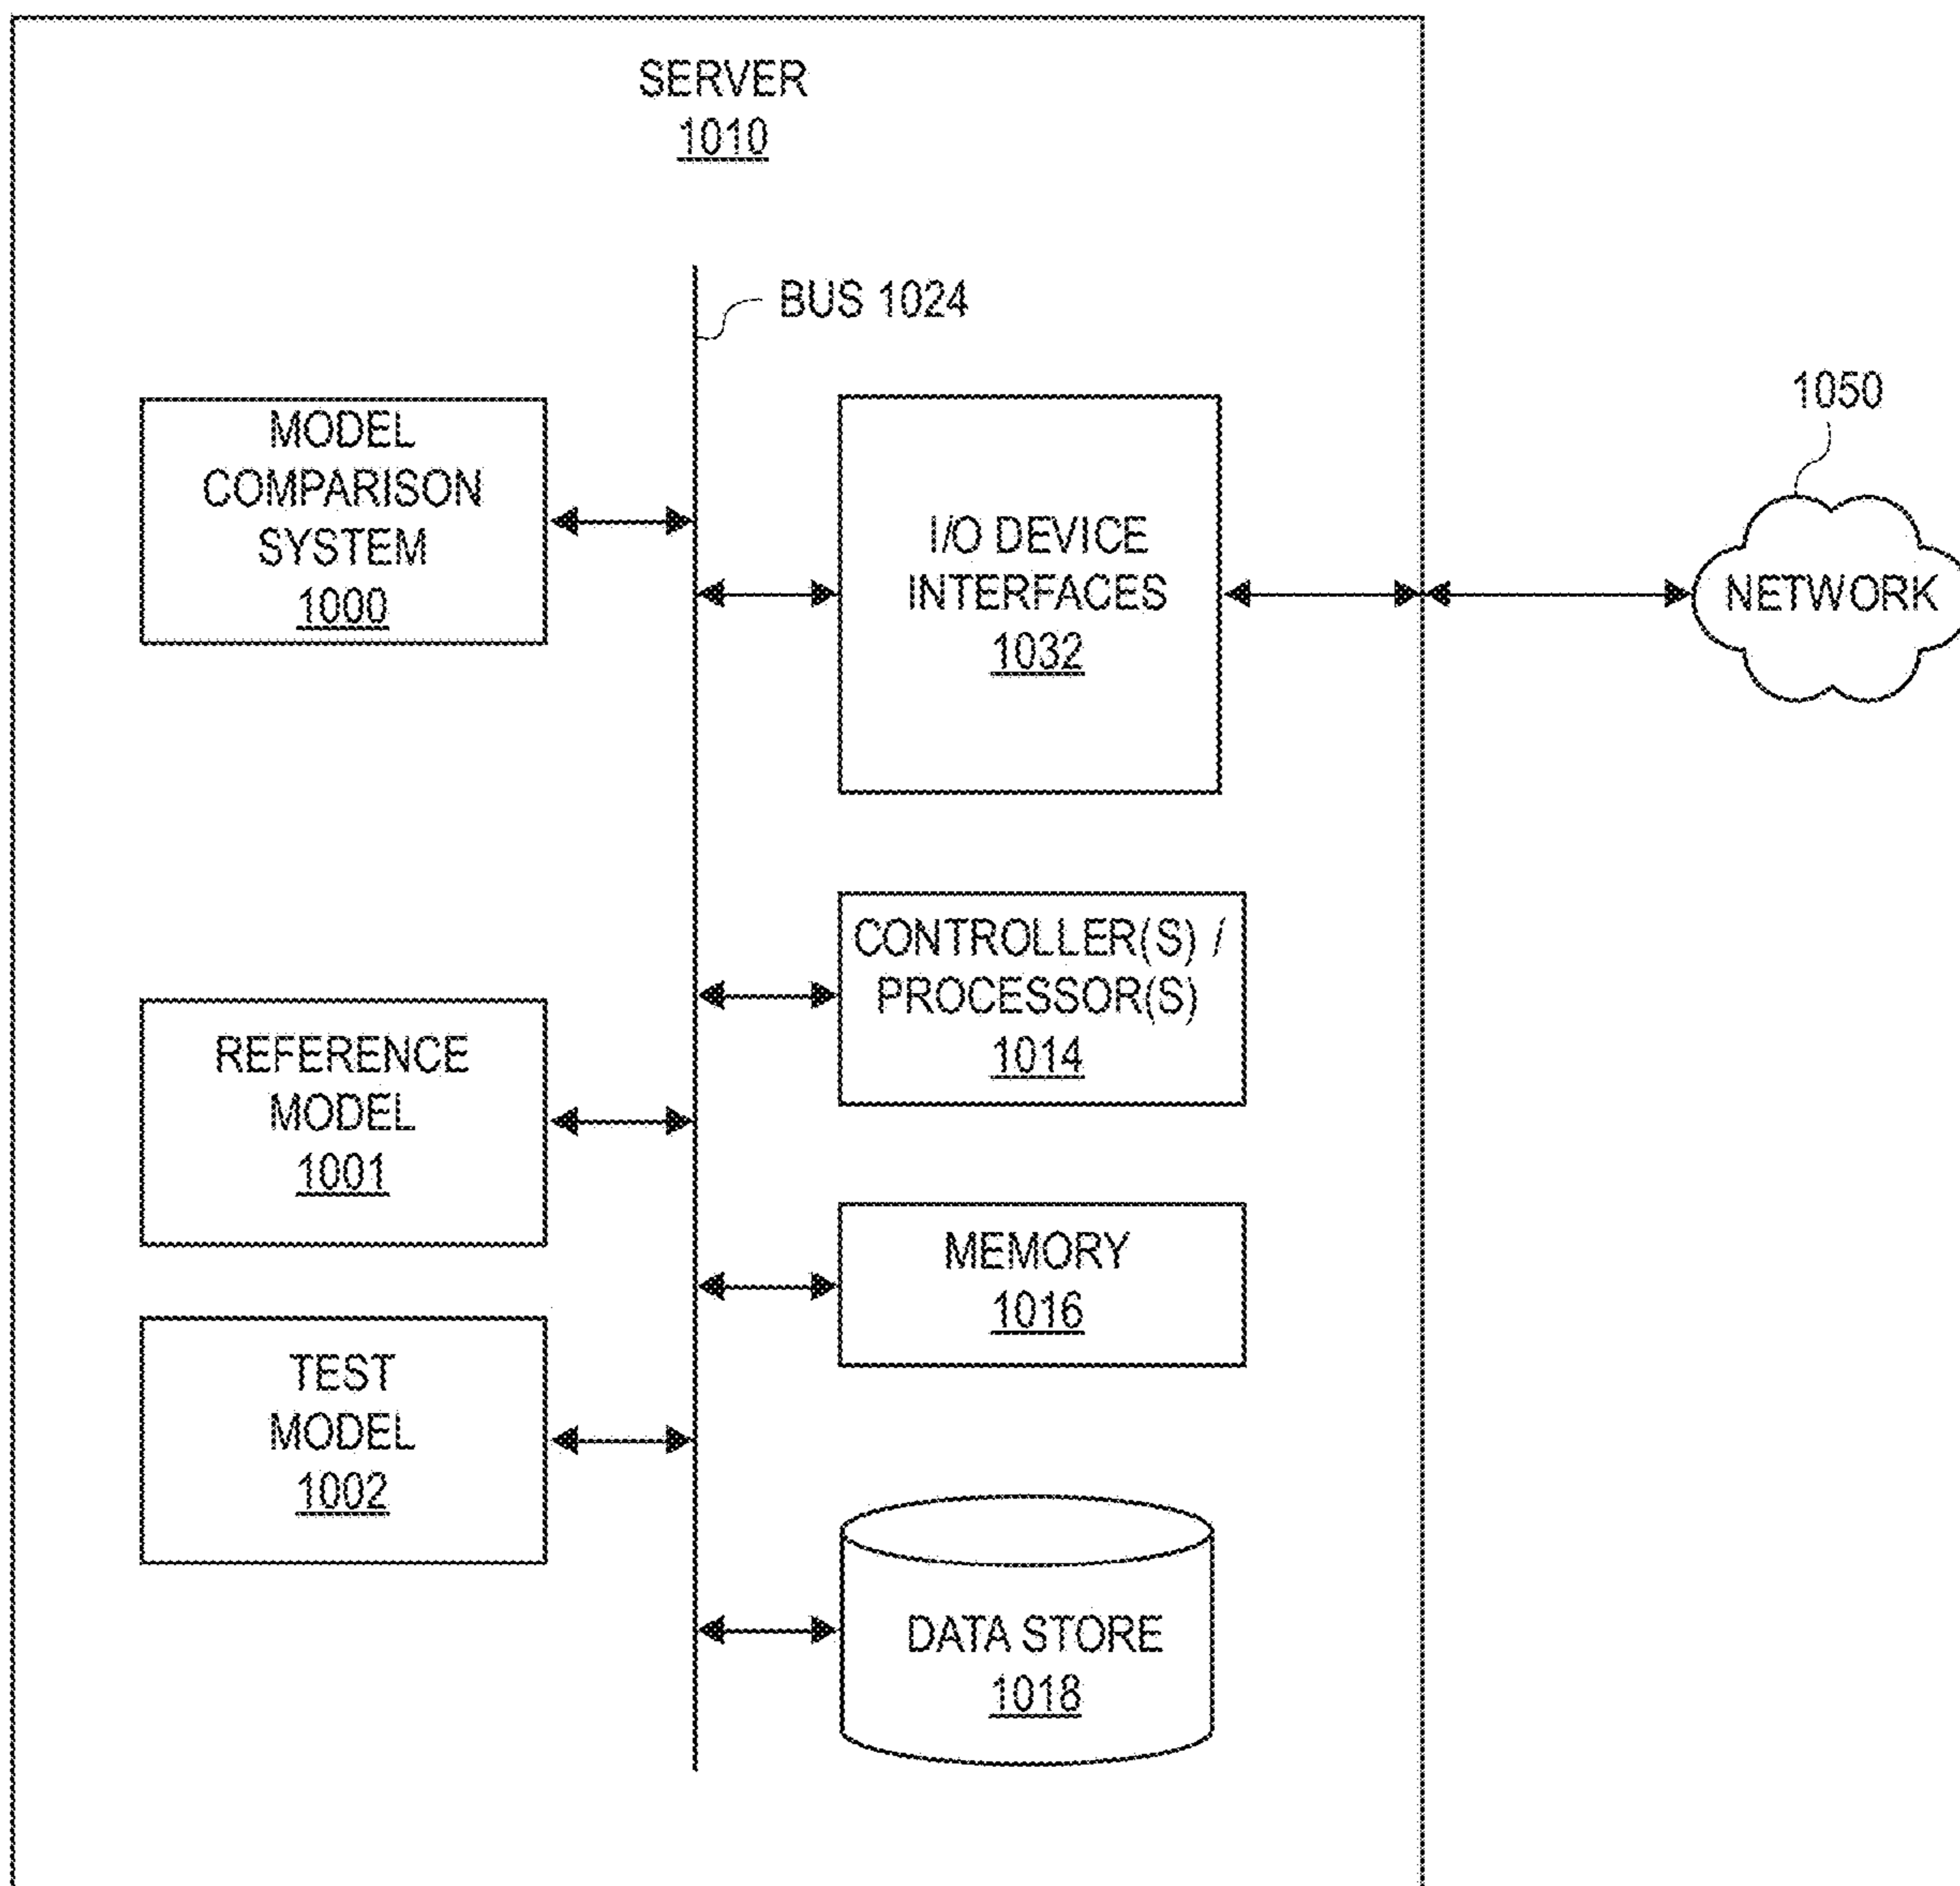 SERVER
1010
BUS 1024
MODEL
COMPARISON
SYSTEM
1000
I/O DEVICE
INTERFACES
1032
1050
NETWORK
CONTROLLER(S) /
PROCESSOR(S)
1014
REFERENCE
MODEL
1001
MEMORY
1016
TEST
MODEL
1002
DATA STORE
1018